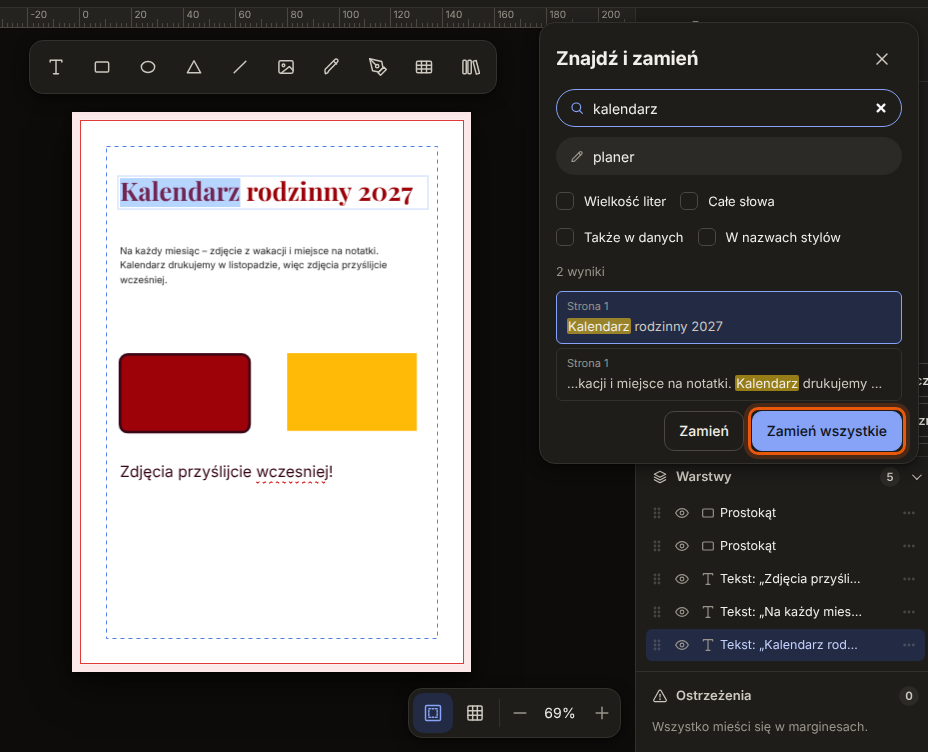 -20 0 20 40 60 80 100 120 140 160 180 200
Znajdź i zamień
kalendarz
planer
Wielkość liter
Całe słowa
Także w danych
W nazwach stylów
2 wyniki
Strona 1
Kalendarz rodzinny 2027
Strona 1
...kacji i miejsce na notatki. Kalendarz drukujemy ...
Zamień
Zamień wszystkie
Kalendarz rodzinny 2027
Na każdy miesiąc – zdjęcie z wakacji i miejsce na notatki.
Kalendarz drukujemy w listopadzie, więc zdjęcia przyślijcie
wcześniej.
Zdjęcia przyślijcie wczesniej!
Warstwy
5
Prostokąt
Prostokąt
Tekst: „Zdjęcia przyśli...
Tekst: „Na każdy mies...
Tekst: „Kalendarz rod...
Ostrzeżenia
0
Wszystko mieści się w marginesach.
69%